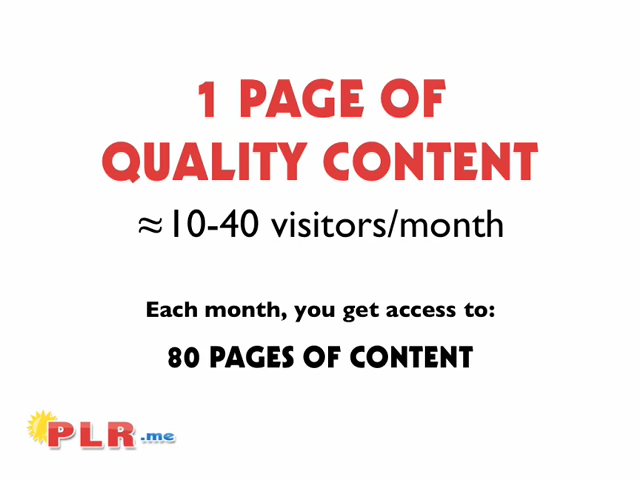 1 PAGE OF
QUALITY CONTENT
≈10-40 visitors/month
Each month, you get access to:
80 PAGES OF CONTENT
PLR.me